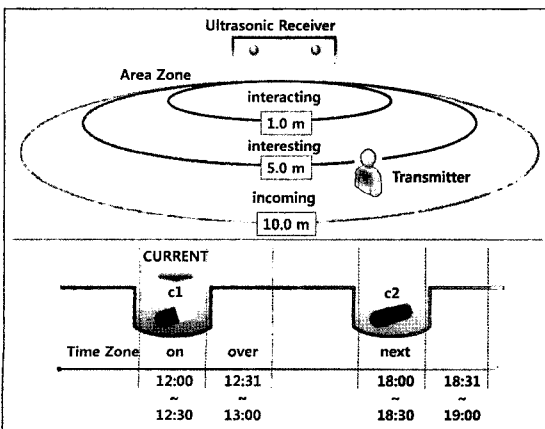 Ultrasonic Receiver
Area Zone
interacting
1.0 m
interesting
5.0 m
Transmitter
incoming
10.0 m
CURRENT
c1 c2
Time Zone on over next
12:00 12:31 18:00 18:31
~ ~ ~ ~
12:30 13:00 18:30 19:00